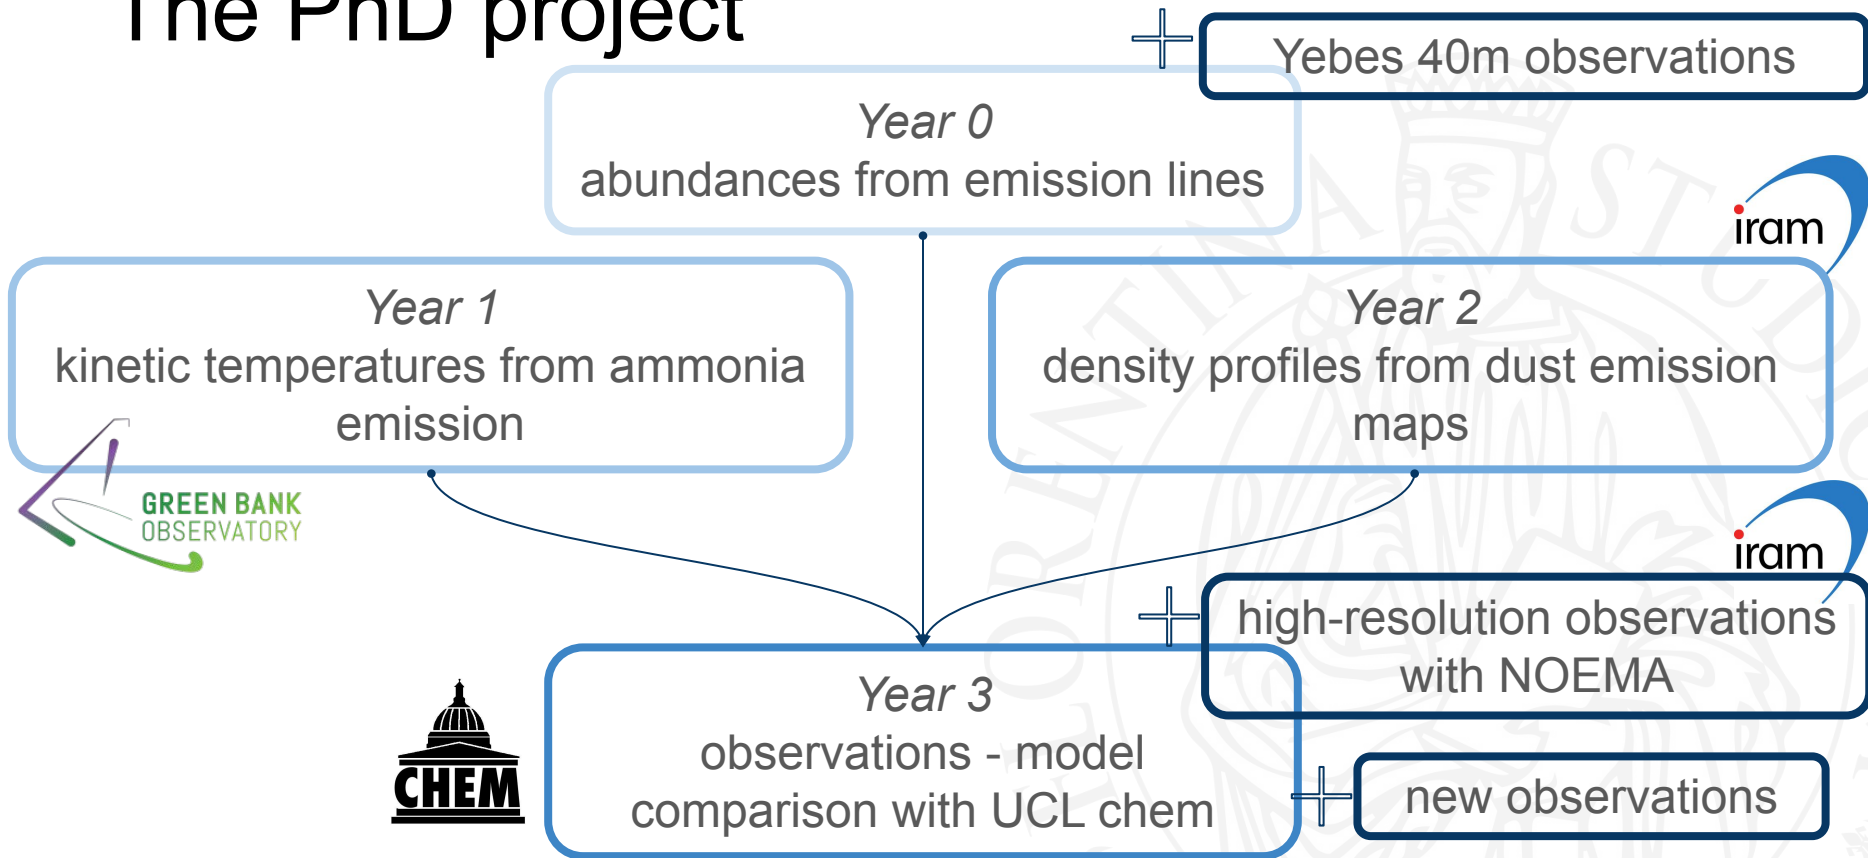 The PhD project
Yebes 40m observations
Year 0
abundances from emission lines
iram
Year 1
kinetic temperatures from ammonia
emission
Year 2
density profiles from dust emission
maps
GREEN BANK
OBSERVATORY
iram
high-resolution observations
with NOEMA
Year 3
observations - model
comparison with UCL chem
CHEM
new observations